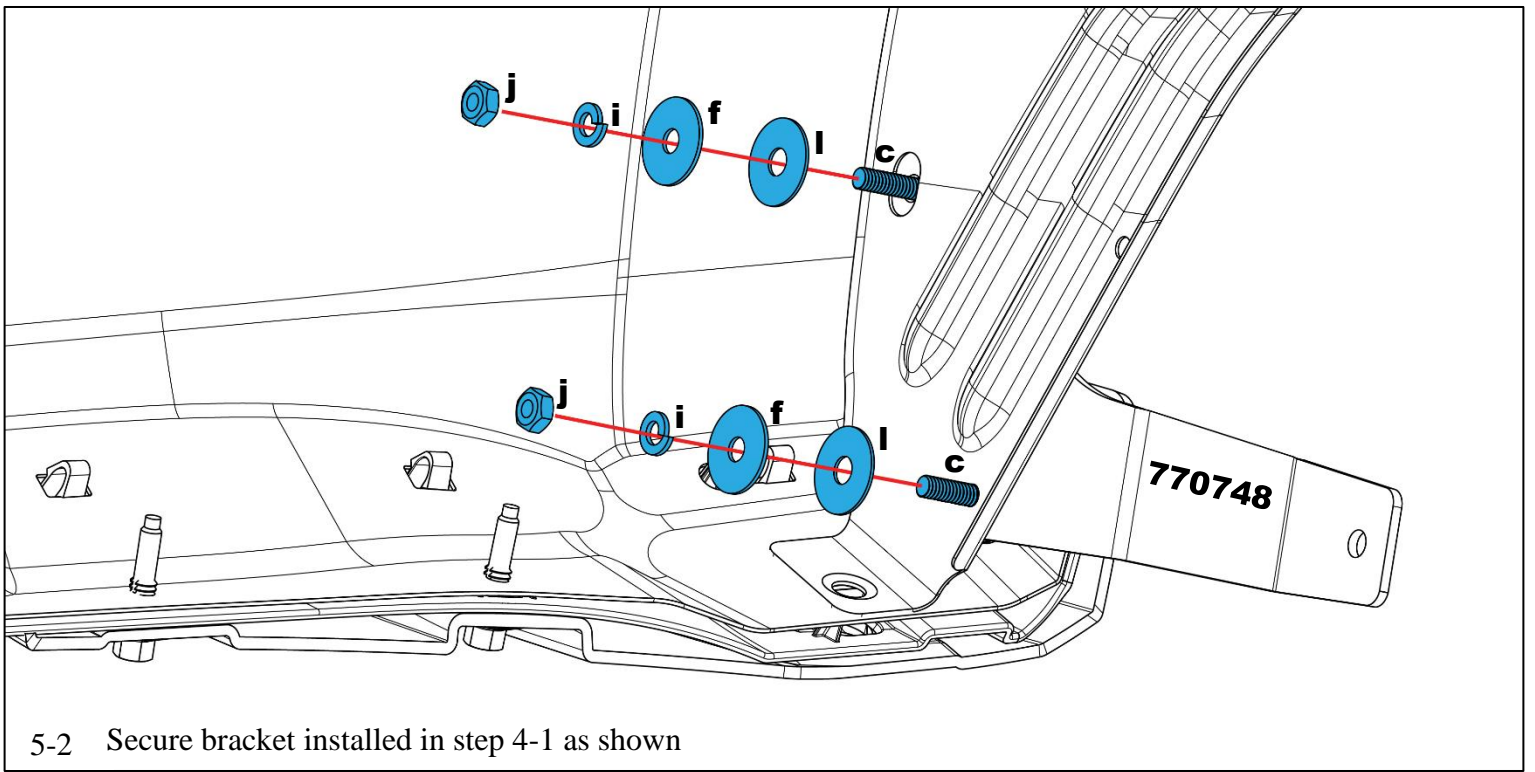 j i f l c
j i f l c
770748
5-2 Secure bracket installed in step 4-1 as shown